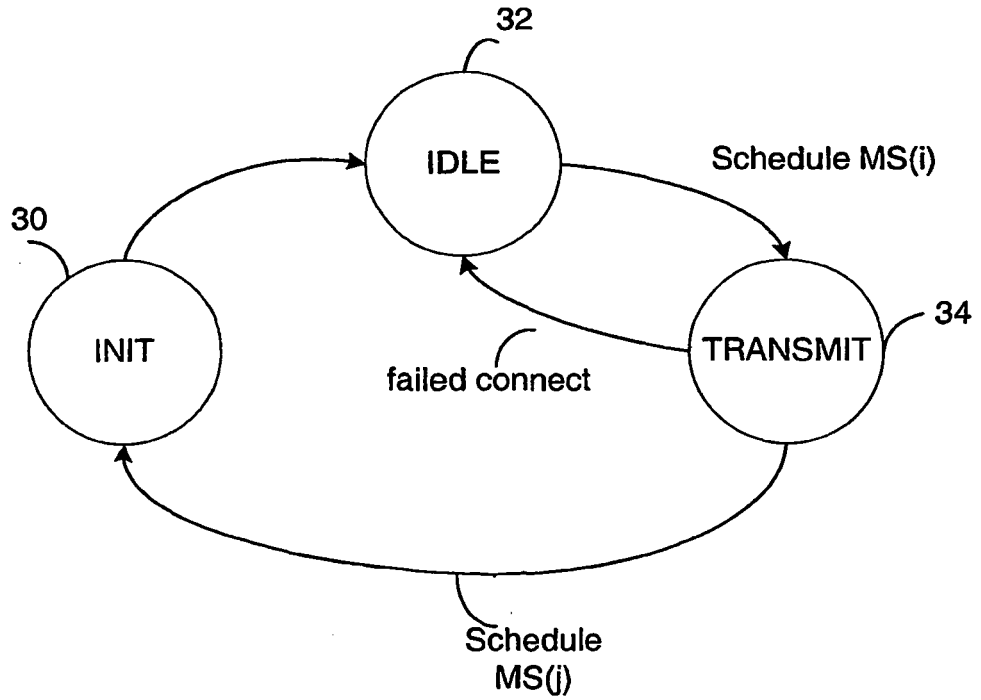 32
IDLE
Schedule MS(i)
30
34
INIT
TRANSMIT
failed connect
Schedule
MS(j)